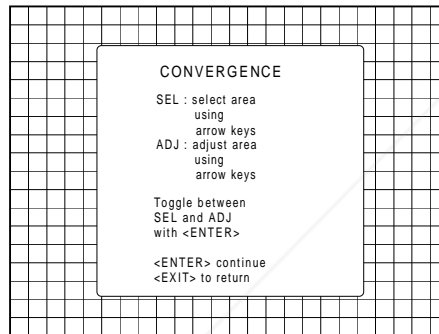 CONVERGENCE
SEL : select area
using
arrow keys
ADJ : adjust area
using
arrow keys
Toggle between
SEL and ADJ
with <ENTER>
<ENTER> continue
<EXIT> to return